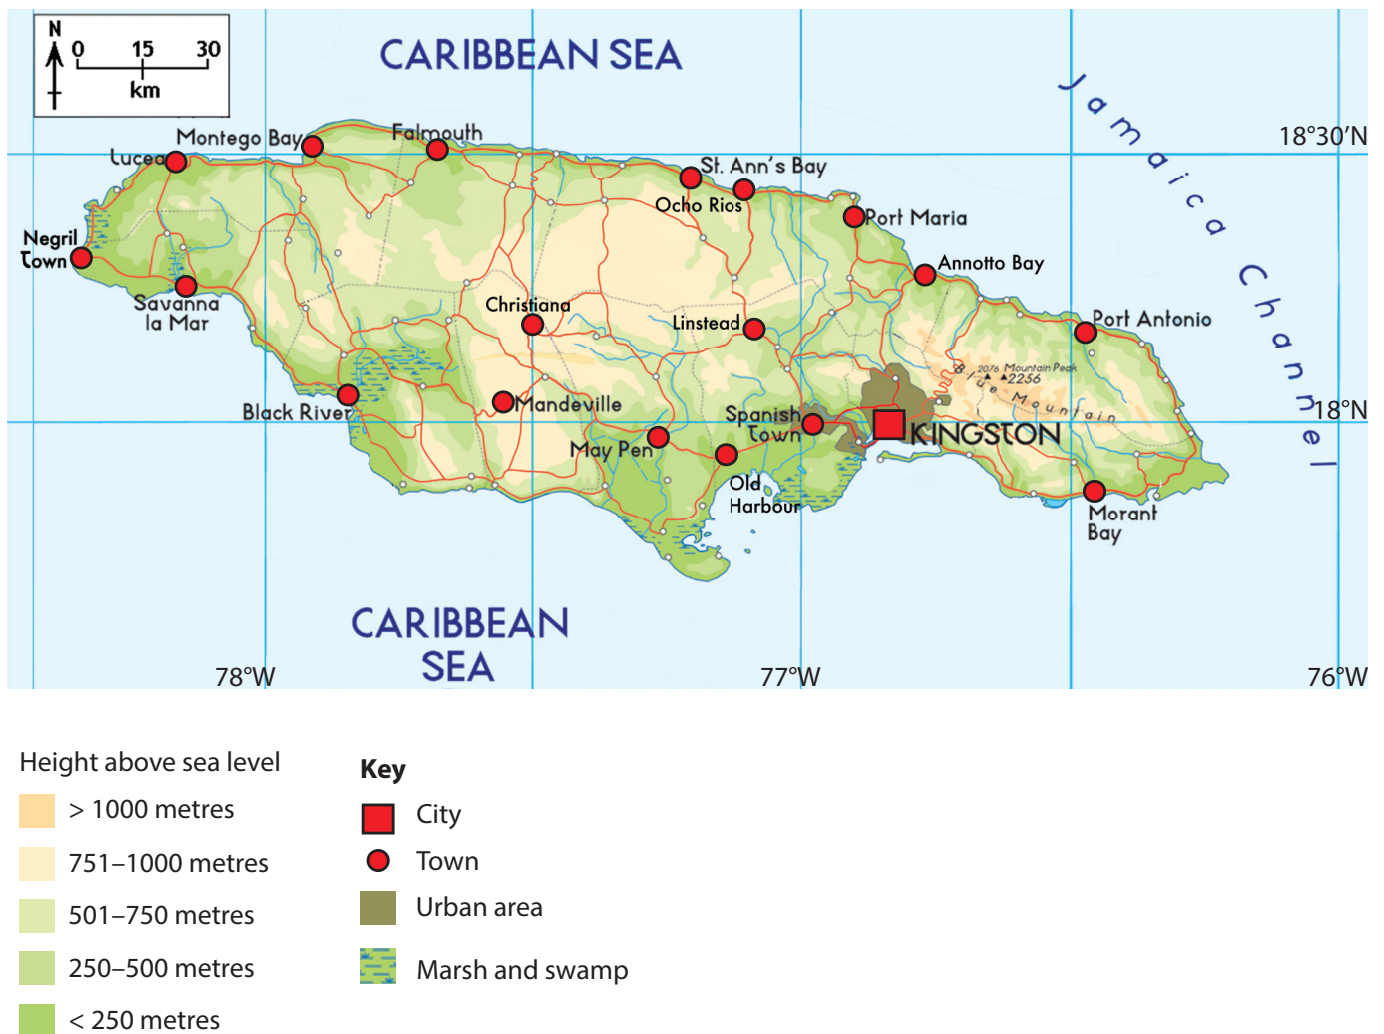 N
0 15 30
km
CARIBBEAN SEA
Jamaica Channel
18°30'N
Montego Bay
Falmouth
Lucea
St. Ann's Bay
Ocho Rios
Port Maria
Negril
Town
Annotto Bay
Savanna
la Mar
Christiana
Linstead
Port Antonio
2076 Mountain Peak
2256
Blue Mountain
Black River
Mandeville
Spanish
Town
18°N
KINGSTON
May Pen
Old
Harbour
Morant
Bay
CARIBBEAN
SEA
78°W
77°W
76°W
Height above sea level
> 1000 metres
751–1000 metres
501–750 metres
250–500 metres
< 250 metres
Key
City
Town
Urban area
Marsh and swamp